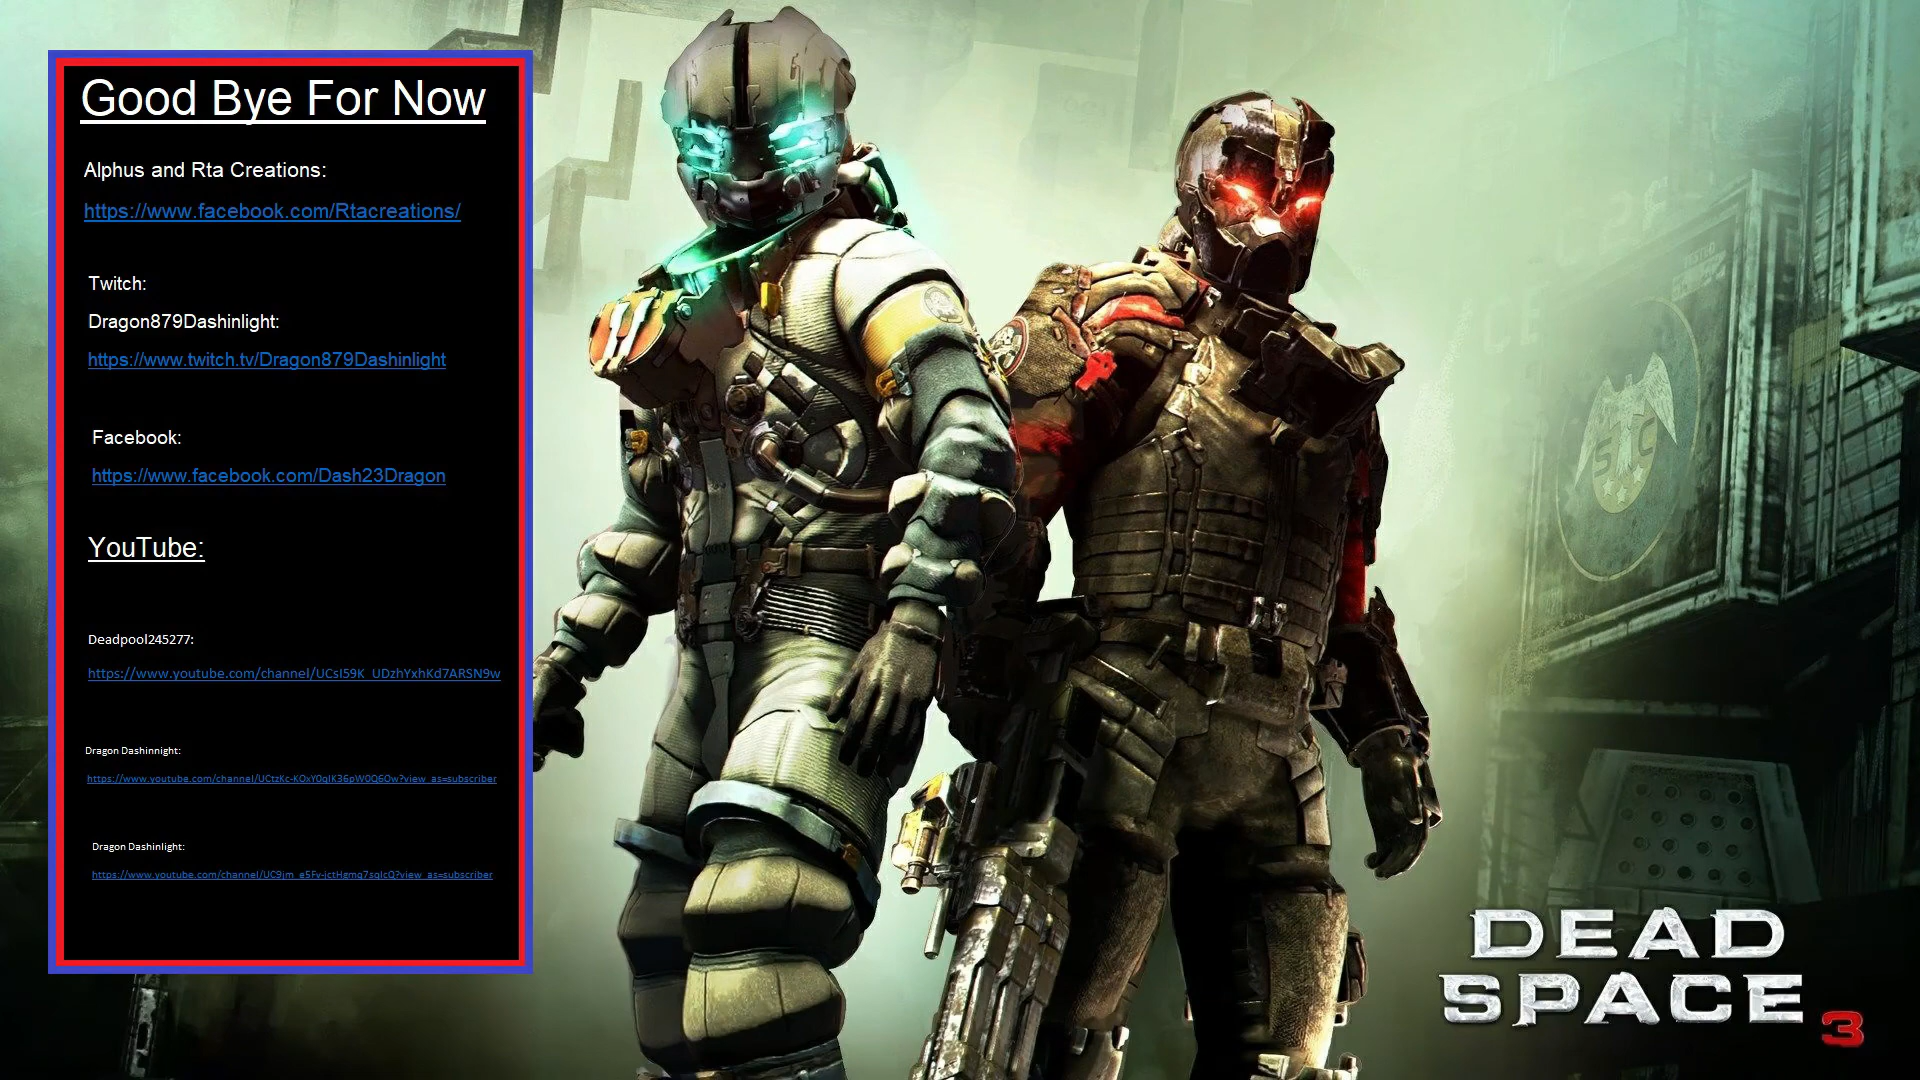 Good Bye For Now
Alphus and Rta Creations:
https://www.facebook.com/Rtacreations/
Twitch:
Dragon879Dashinlight:
https://www.twitch.tv/Dragon879Dashinlight
Facebook:
https://www.facebook.com/Dash23Dragon
YouTube:
Deadpool245277:
https://www.youtube.com/channel/UCsI59K_UDzhYxhKd7ARSN9w
Dragon Dashinnight:
Dragon Dashinlight:
SJC
DEAD
SPACE 3